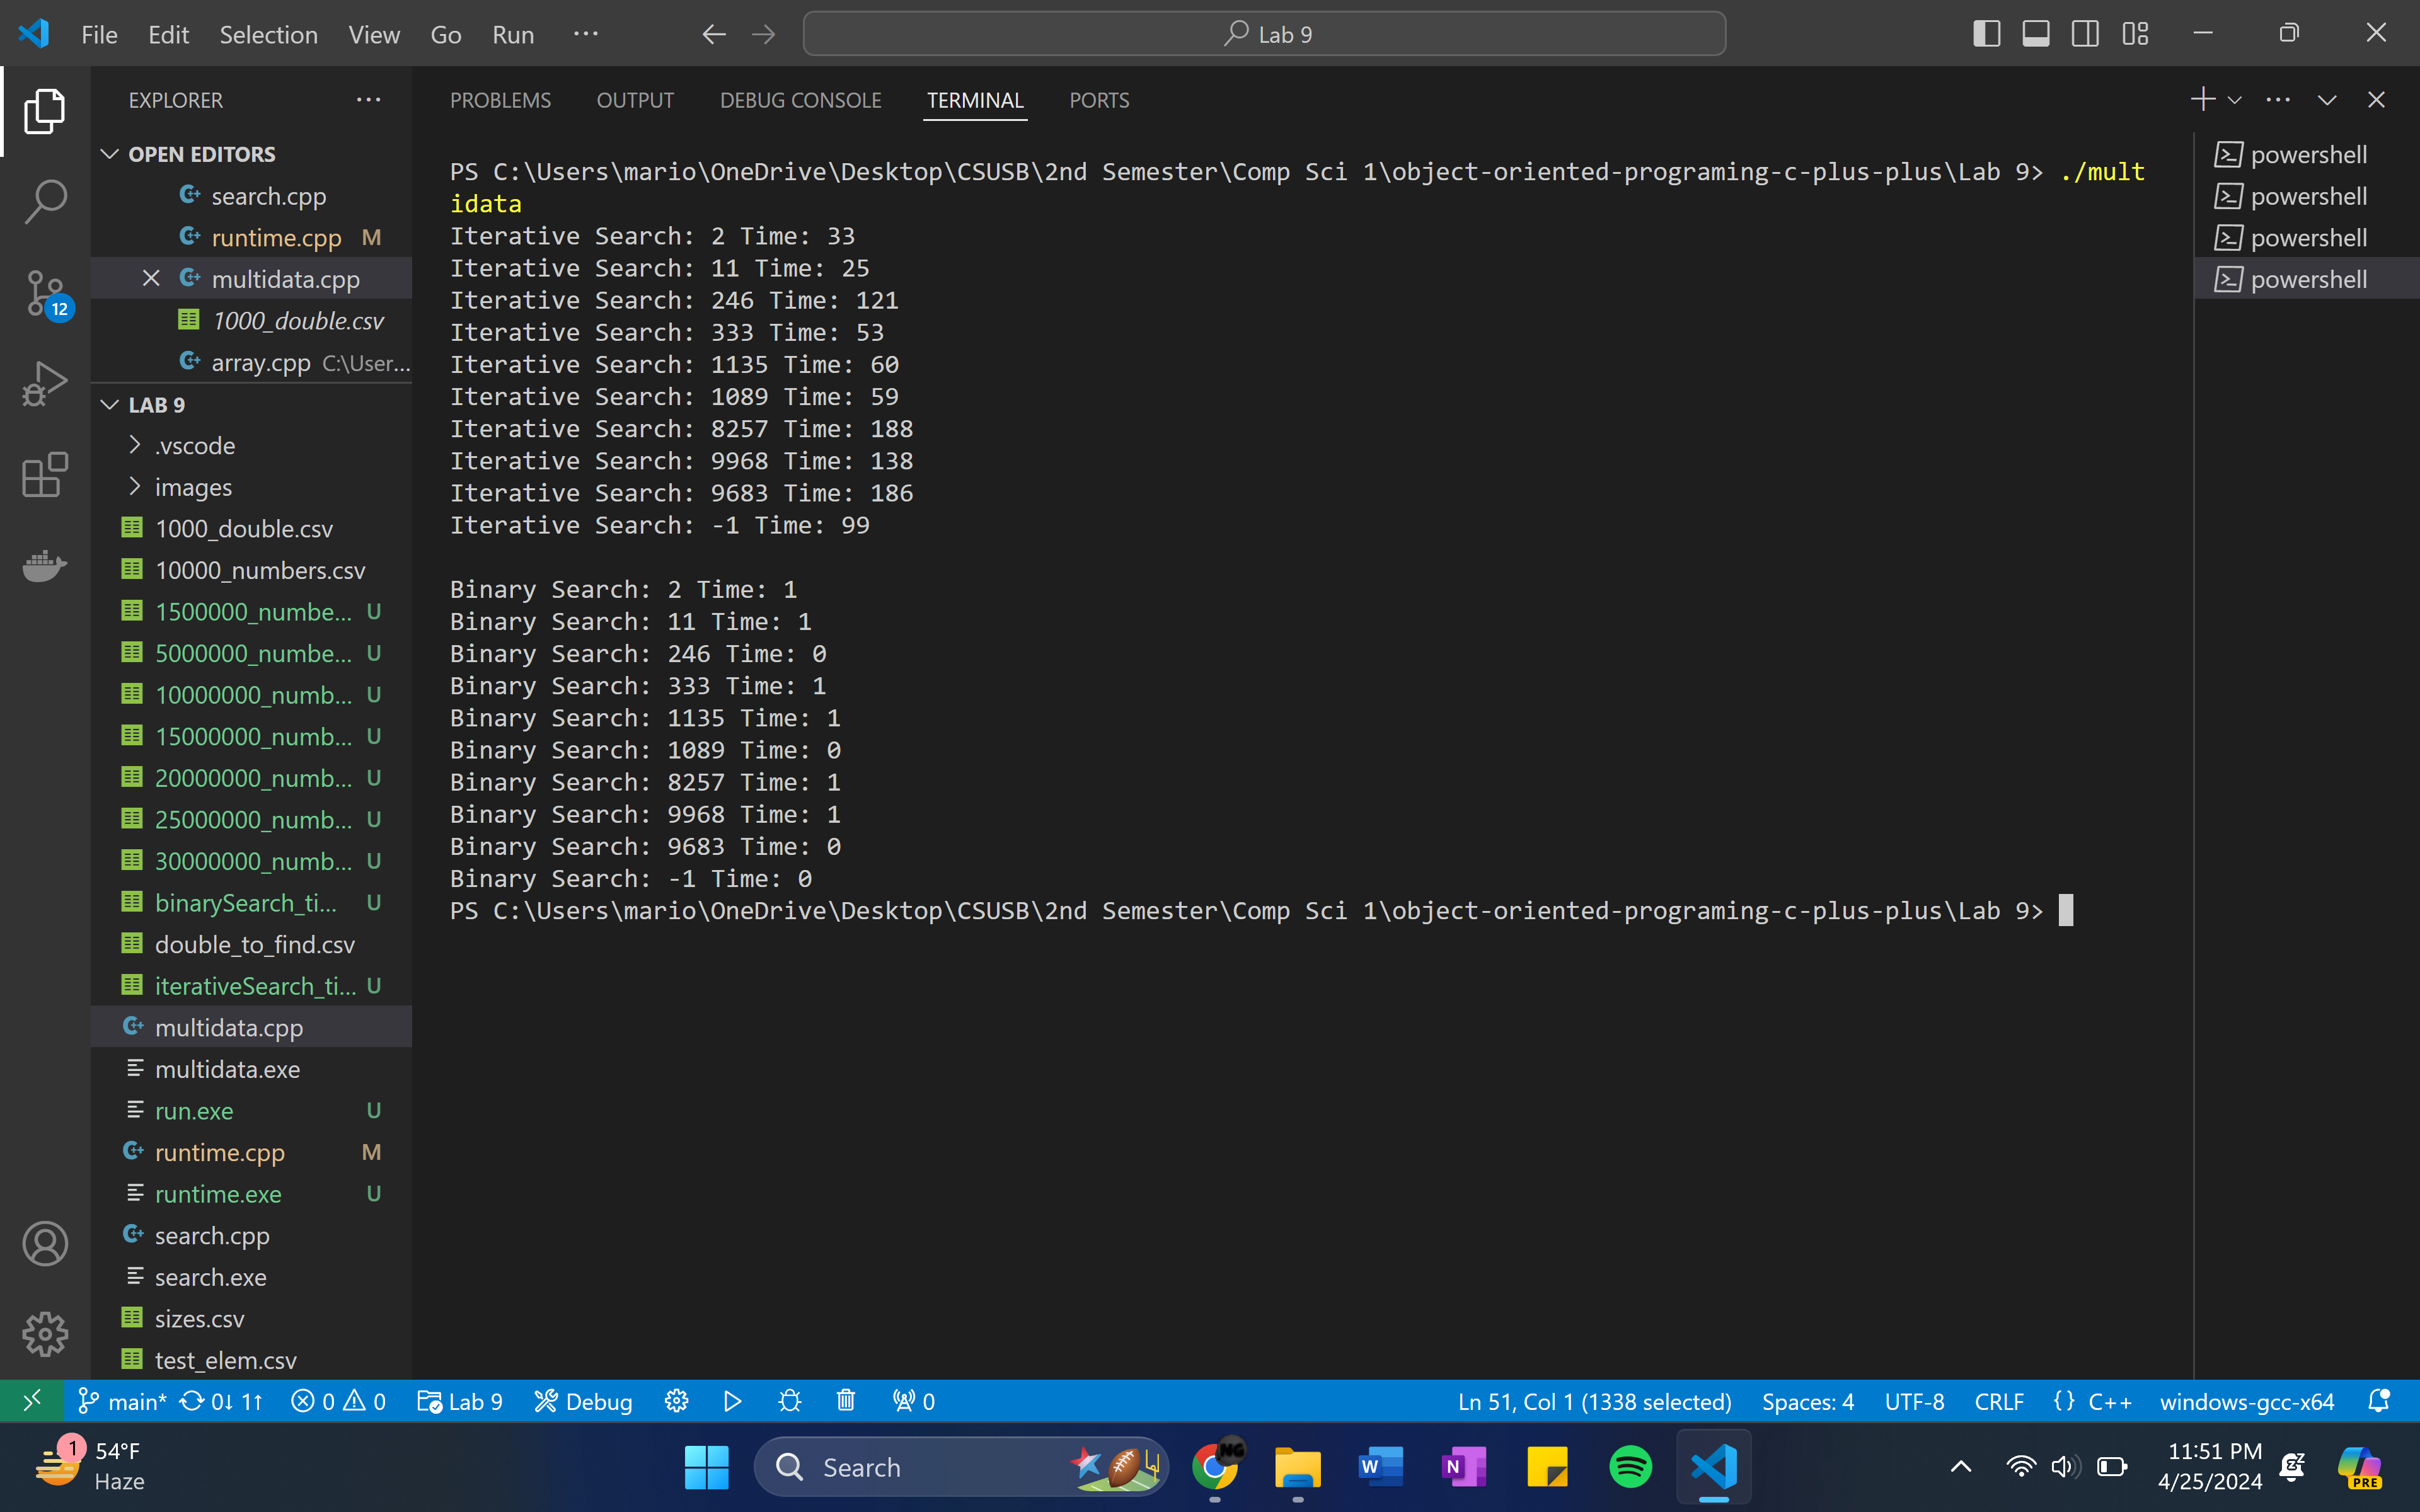 File Edit Selection View Go Run ···
Lab 9
EXPLORER ···
OPEN EDITORS
search.cpp
runtime.cpp M
multidata.cpp
1000_double.csv
array.cpp C:\User...
LAB 9
.vscode
images
1000_double.csv
10000_numbers.csv
1500000_numbe... U
5000000_numbe... U
10000000_numb... U
15000000_numb... U
20000000_numb... U
25000000_numb... U
30000000_numb... U
binarySearch_ti... U
double_to_find.csv
iterativeSearch_ti... U
multidata.cpp
multidata.exe
run.exe U
runtime.cpp M
runtime.exe U
search.cpp
search.exe
sizes.csv
test_elem.csv
12
PROBLEMS OUTPUT DEBUG CONSOLE TERMINAL PORTS
PS C:\Users\mario\OneDrive\Desktop\CSUSB\2nd Semester\Comp Sci 1\object-oriented-programing-c-plus-plus\Lab 9> ./mult
idata
Iterative Search: 2 Time: 33
Iterative Search: 11 Time: 25
Iterative Search: 246 Time: 121
Iterative Search: 333 Time: 53
Iterative Search: 1135 Time: 60
Iterative Search: 1089 Time: 59
Iterative Search: 8257 Time: 188
Iterative Search: 9968 Time: 138
Iterative Search: 9683 Time: 186
Iterative Search: -1 Time: 99
Binary Search: 2 Time: 1
Binary Search: 11 Time: 1
Binary Search: 246 Time: 0
Binary Search: 333 Time: 1
Binary Search: 1135 Time: 1
Binary Search: 1089 Time: 0
Binary Search: 8257 Time: 1
Binary Search: 9968 Time: 1
Binary Search: 9683 Time: 0
Binary Search: -1 Time: 0
PS C:\Users\mario\OneDrive\Desktop\CSUSB\2nd Semester\Comp Sci 1\object-oriented-programing-c-plus-plus\Lab 9>
powershell
powershell
powershell
powershell
main* 0↓ 1↑ 0 0 Lab 9 Debug 0 Ln 51, Col 1 (1338 selected) Spaces: 4 UTF-8 CRLF {} C++ windows-gcc-x64
1
54°F
Haze
Search
NG
W
N
11:51 PM
4/25/2024
PRE